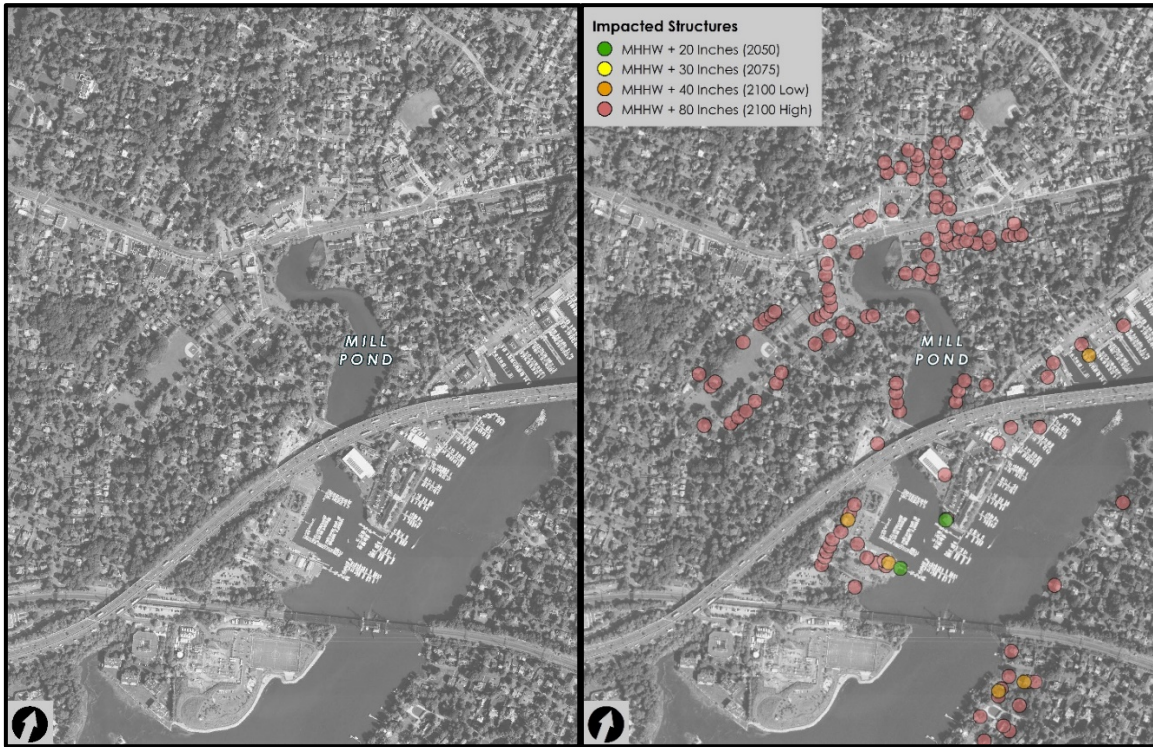 Impacted Structures
MHHW + 20 Inches (2050)
MHHW + 30 Inches (2075)
MHHW + 40 Inches (2100 Low)
MHHW + 80 Inches (2100 High)
MILL
POND
MILL
POND